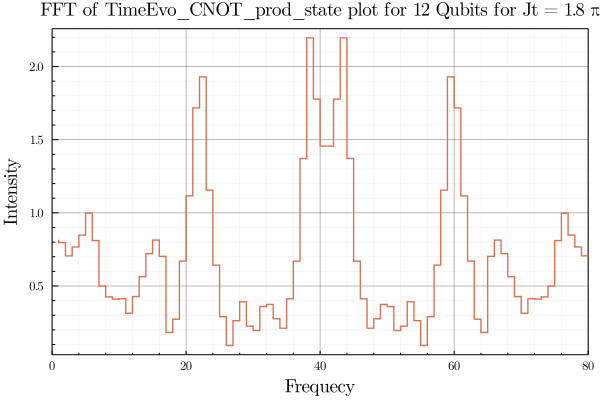 FFT of TimeEvo_CNOT_prod_state plot for 12 Qubits for Jt = 1.8 π
2.0
1.5
1.0
0.5
Intensity
0 20 40 60 80
Frequecy